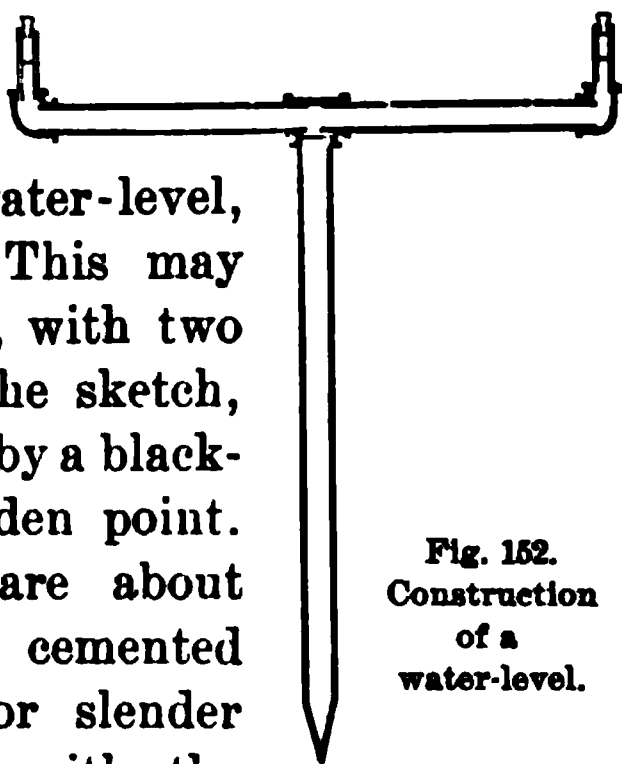 water-level,
This may
, with two
he sketch,
by a black-
den point.
are about
cemented
or slender
Fig. 152.
Construction
of a
water-level.